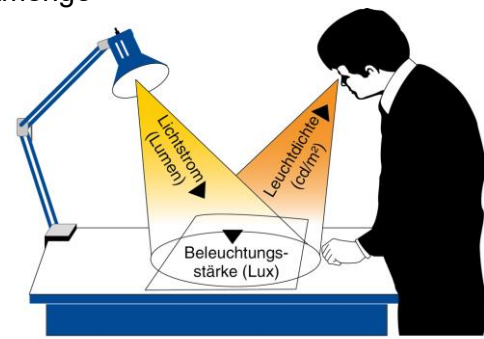 Lichtstrom
(Lumen)
Leuchtdichte
(cd/m²)
Beleuchtungs-
stärke (Lux)